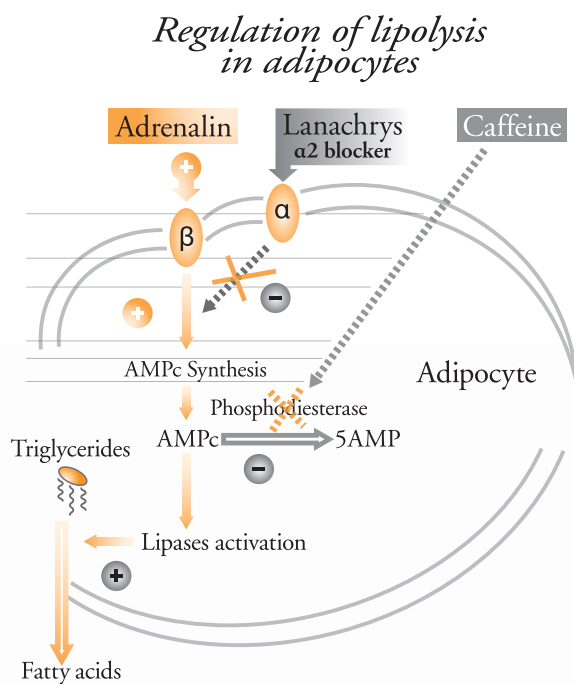 Regulation of lipolysis
in adipocytes
Adrenalin
Lanachrys
α2 blocker
Caffeine
+
α
β
+
−
AMPc Synthesis
Adipocyte
Phosphodiesterase
Triglycerides
AMPc
5AMP
−
Lipases activation
+
Fatty acids